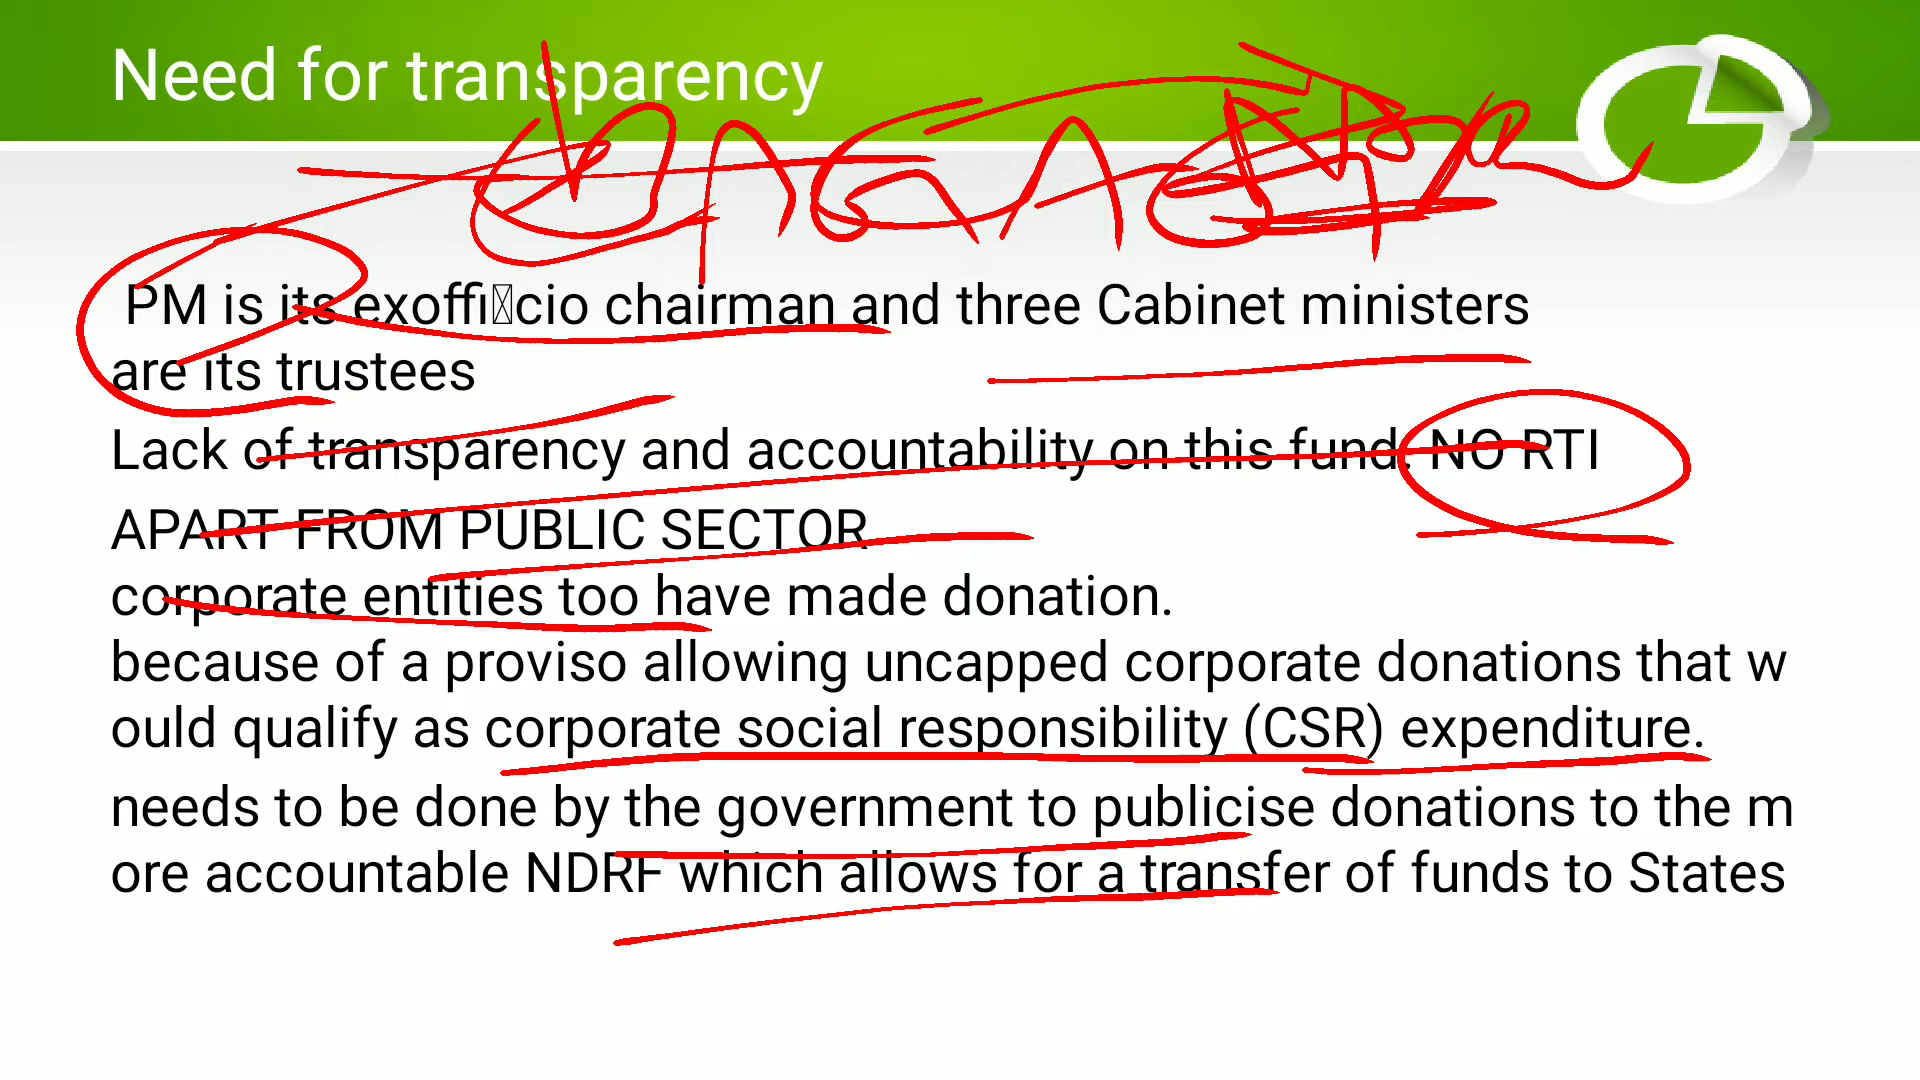 Need for transparency
PM is its exoffi cio chairman and three Cabinet ministers
are its trustees
Lack of transparency and accountability on this fund. NO RTI
APART FROM PUBLIC SECTOR
corporate entities too have made donation.
because of a proviso allowing uncapped corporate donations that w
ould qualify as corporate social responsibility (CSR) expenditure.
needs to be done by the government to publicise donations to the m
ore accountable NDRF which allows for a transfer of funds to States